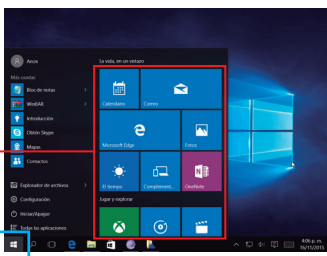 Anox
La vida, en un vistazo
Más usadas
Bloc de notas
WinRAR
Introducción
Obtén Skype
Mapas
Contactos
Explorador de archivos
Configuración
Iniciar/Apagar
Todas las aplicaciones
Calendario
Correo
Microsoft Edge
Fotos
El tiempo
Complement...
OneNote
Jugar y explorar
4:06 p. m.
16/11/2015